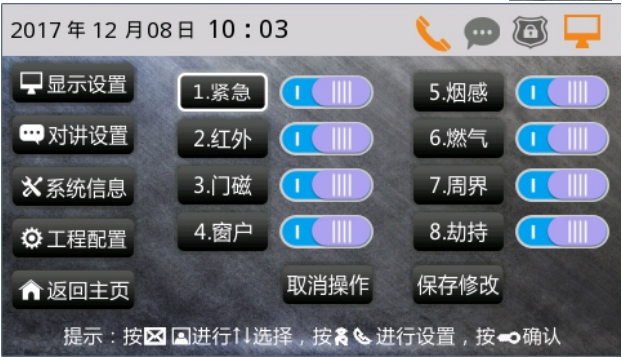 2017年12月08日 10:03
显示设置 1.紧急 5.烟感
对讲设置 2.红外 6.燃气
系统信息 3.门磁 7.周界
工程配置 4.窗户 8.劫持
返回主页 取消操作 保存修改
提示：按进行↑↓选择，按进行设置，按确认